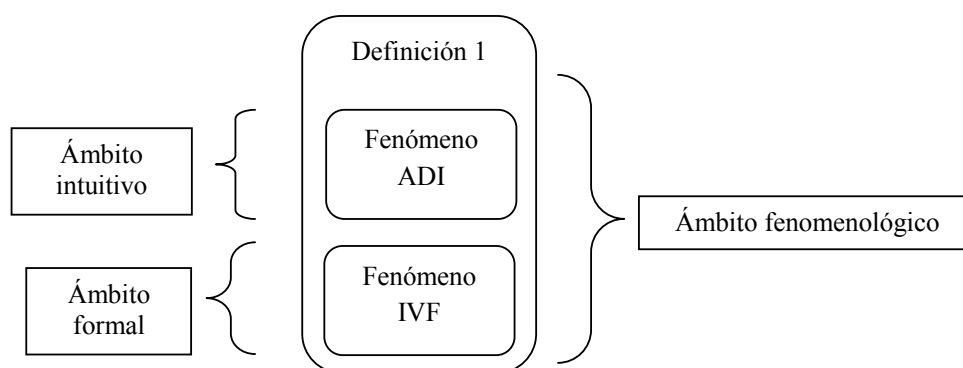 Definición 1
Ámbito
intuitivo
Fenómeno
ADI
Ámbito fenomenológico
Ámbito
formal
Fenómeno
IVF